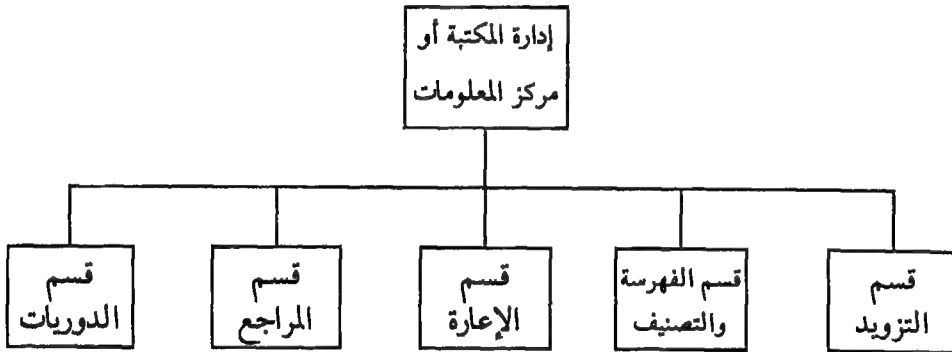 إدارة المكتبة أو
مركز المعلومات
قسم
التزويد
قسم الفهرسة
والتصنيف
قسم
الإعارة
قسم
المراجع
قسم
الدوريات